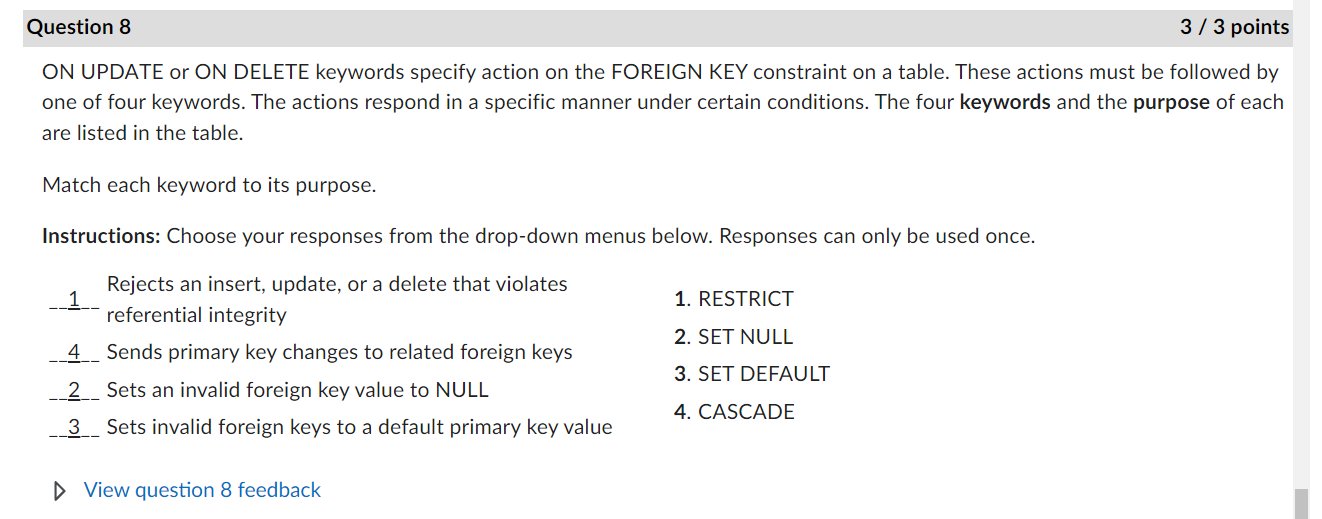 Question 8 3 / 3 points
ON UPDATE or ON DELETE keywords specify action on the FOREIGN KEY constraint on a table. These actions must be followed by
one of four keywords. The actions respond in a specific manner under certain conditions. The four keywords and the purpose of each
are listed in the table.
Match each keyword to its purpose.
Instructions: Choose your responses from the drop-down menus below. Responses can only be used once.
__1__ Rejects an insert, update, or a delete that violates
referential integrity
__4__ Sends primary key changes to related foreign keys
__2__ Sets an invalid foreign key value to NULL
__3__ Sets invalid foreign keys to a default primary key value
1. RESTRICT
2. SET NULL
3. SET DEFAULT
4. CASCADE
View question 8 feedback